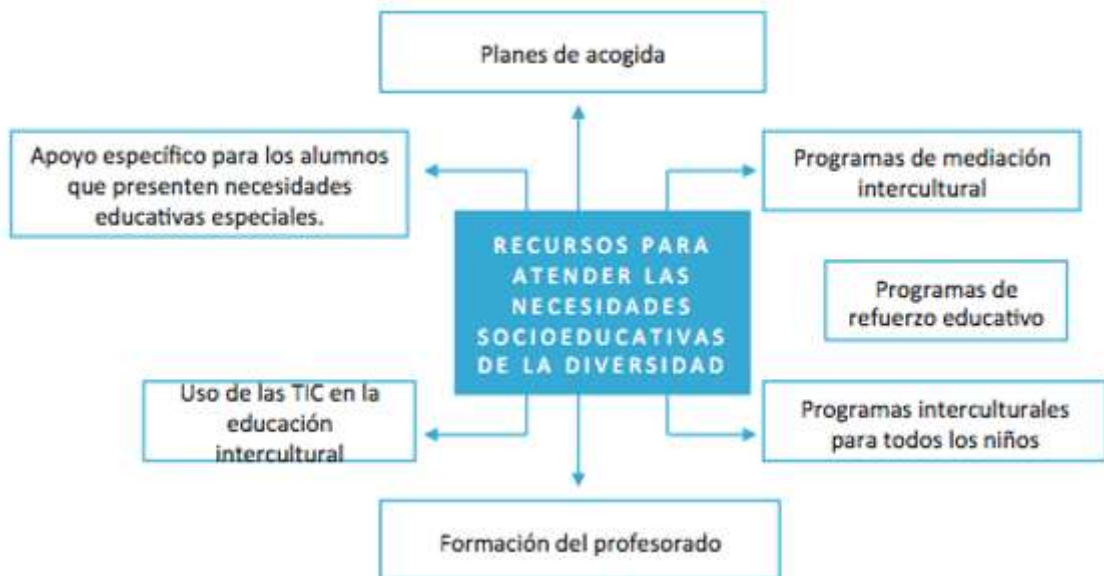 Planes de acogida
Apoyo específico para los alumnos
que presenten necesidades
educativas especiales.
Programas de mediación
intercultural
RECURSOS PARA
ATENDER LAS
NECESIDADES
SOCIOEDUCATIVAS
DE LA DIVERSIDAD
Programas de
refuerzo educativo
Uso de las TIC en la
educación
intercultural
Programas interculturales
para todos los niños
Formación del profesorado